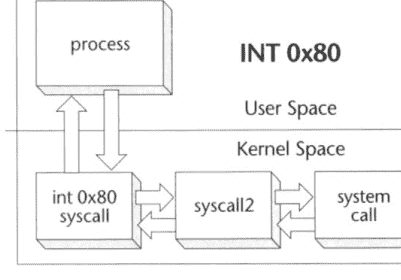 process
INT 0x80
User Space
Kernel Space
int 0x80
syscall
syscall2
system
call